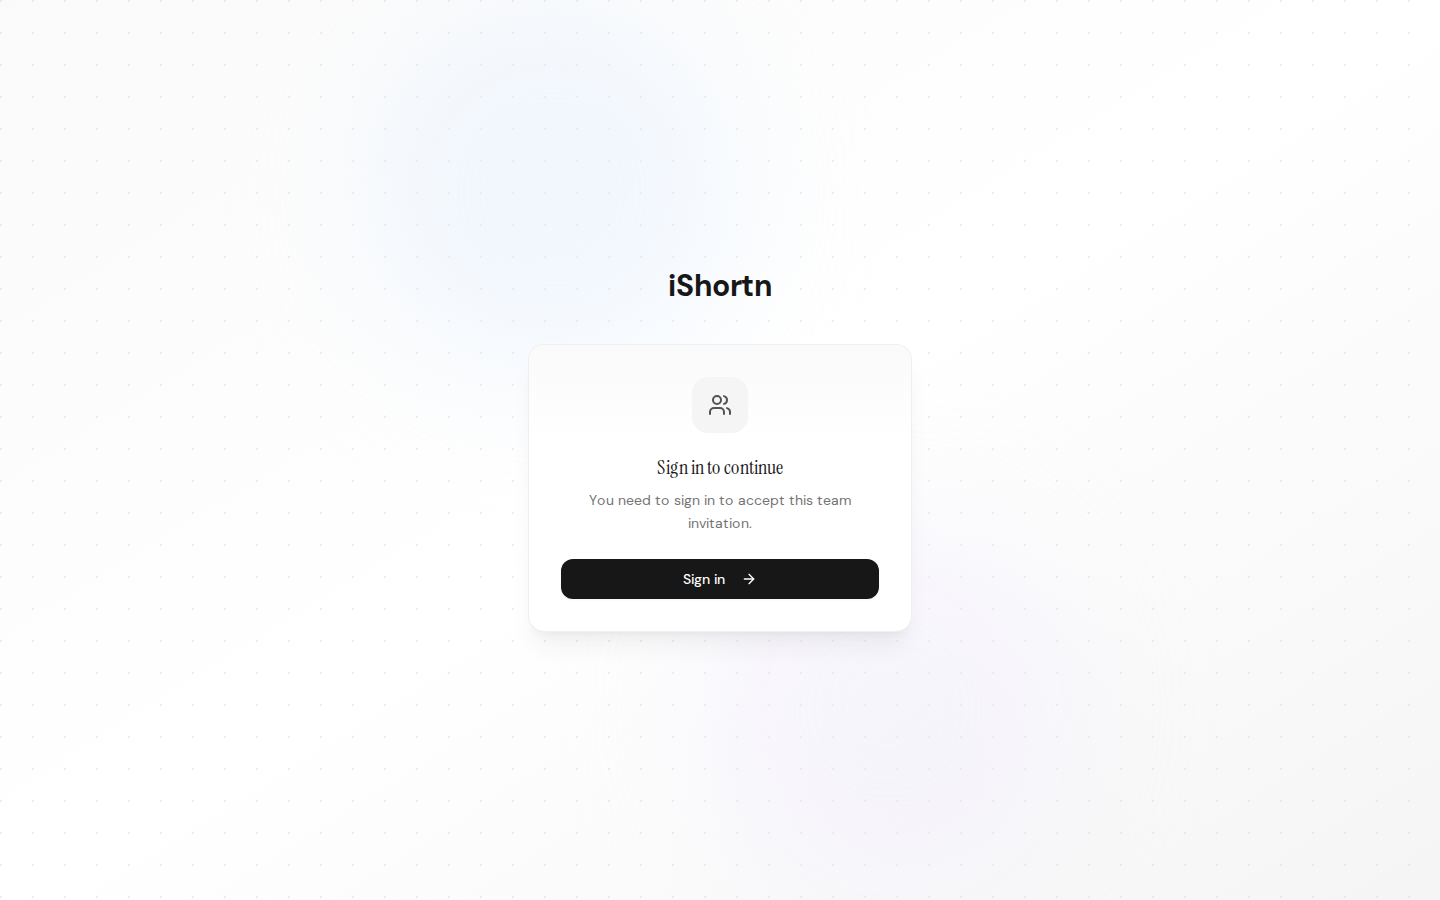 iShortn
Sign in to continue
You need to sign in to accept this team
invitation.
Sign in